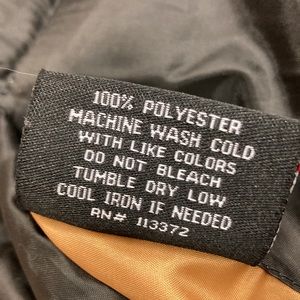 100% POLYESTER
MACHINE WASH COLD
WITH LIKE COLORS
DO NOT BLEACH
TUMBLE DRY LOW
COOL IRON IF NEEDED
RN# 113372